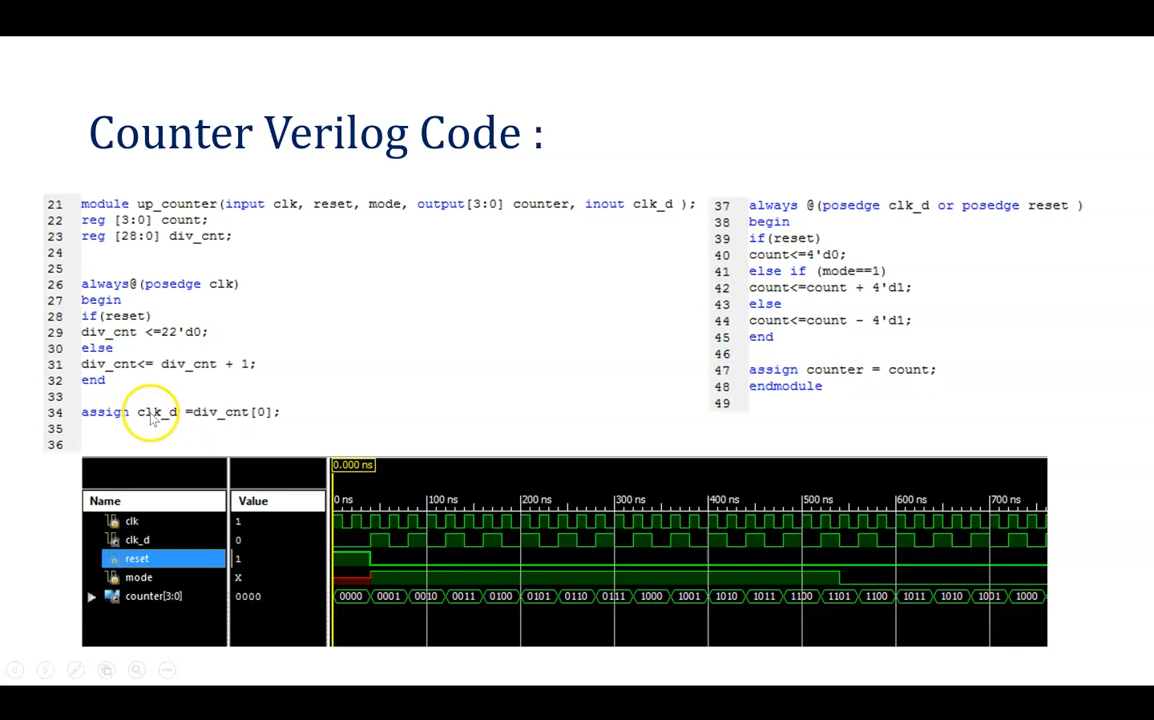 Counter Verilog Code :
21 module up_counter(input clk, reset, mode, output[3:0] counter, inout clk_d );
22 reg [3:0] count;
23 reg [28:0] div_cnt;
24
25
26 always@(posedge clk)
27 begin
28 if(reset)
29 div_cnt <=22'd0;
30 else
31 div_cnt<= div_cnt + 1;
32 end
33
34 assign clk_d =div_cnt[0];
35
36
37 always @(posedge clk_d or posedge reset )
38 begin
39 if(reset)
40 count<=4'd0;
41 else if (mode==1)
42 count<=count + 4'd1;
43 else
44 count<=count - 4'd1;
45 end
46
47 assign counter = count;
48 endmodule
49
0.000 ns
Name Value 0 ns 100 ns 200 ns 300 ns 400 ns 500 ns 600 ns 700 ns
clk 1
clk_d 0
reset 1
mode X
counter[3:0] 0000 0000 0001 0010 0011 0100 0101 0110 0111 1000 1001 1010 1011 1100 1101 1100 1011 1010 1001 1000